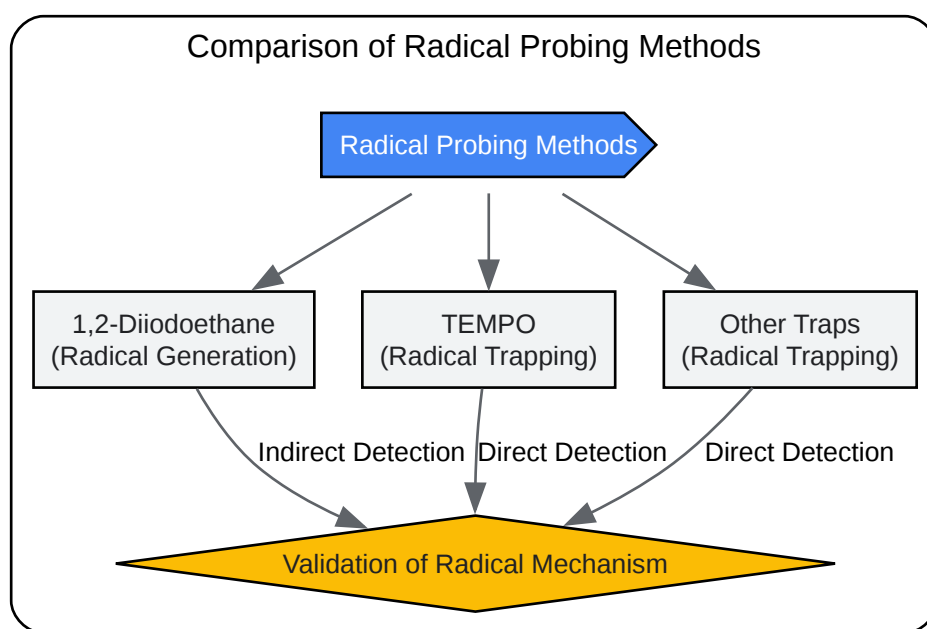 Comparison of Radical Probing Methods
Radical Probing Methods
1,2-Diiodoethane
(Radical Generation)
TEMPO
(Radical Trapping)
Other Traps
(Radical Trapping)
Indirect Detection
Direct Detection
Direct Detection
Validation of Radical Mechanism